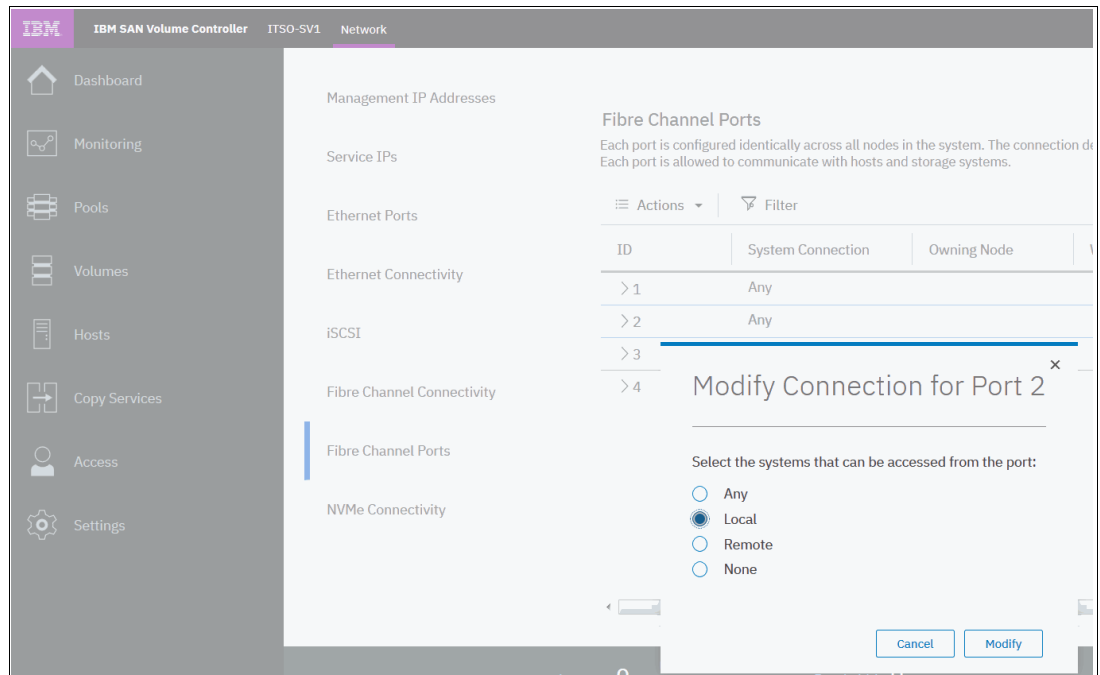 IBM
IBM SAN Volume Controller ITSO-SV1 Network
Dashboard
Monitoring
Pools
Volumes
Hosts
Copy Services
Access
Settings
Management IP Addresses
Service IPs
Ethernet Ports
Ethernet Connectivity
iSCSI
Fibre Channel Connectivity
Fibre Channel Ports
NVMe Connectivity
Fibre Channel Ports
Each port is configured identically across all nodes in the system. The connection
Each port is allowed to communicate with hosts and storage systems.
Actions Filter
ID System Connection Owning Node
1 Any
2 Any
3
4
Modify Connection for Port 2
Select the systems that can be accessed from the port:
Any
Local
Remote
None
Cancel Modify